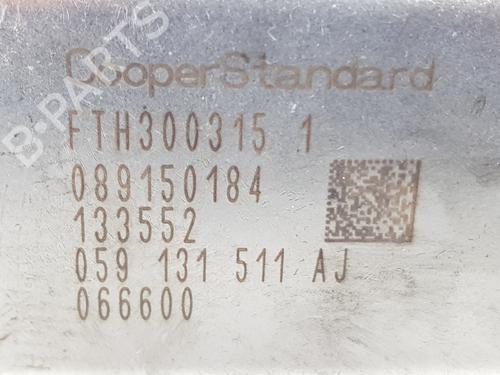 B-PARTS
CooperStandard
FTH300315 1
089150184
133552
059 131 511 AJ
066600